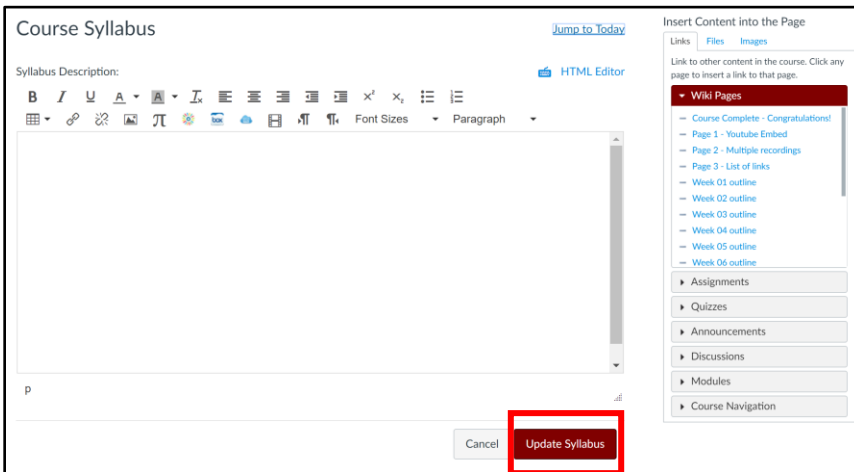 Course Syllabus
Jump to Today
Syllabus Description:
HTML Editor
B I U A A Ix x² x₂
π box ¶ ¶ Font Sizes Paragraph
p
Cancel Update Syllabus
Insert Content into the Page
Links Files Images
Link to other content in the course. Click any
page to insert a link to that page.
Wiki Pages
Course Complete - Congratulations!
Page 1 - Youtube Embed
Page 2 - Multiple recordings
Page 3 - List of links
Week 01 outline
Week 02 outline
Week 03 outline
Week 04 outline
Week 05 outline
Week 06 outline
Assignments
Quizzes
Announcements
Discussions
Modules
Course Navigation